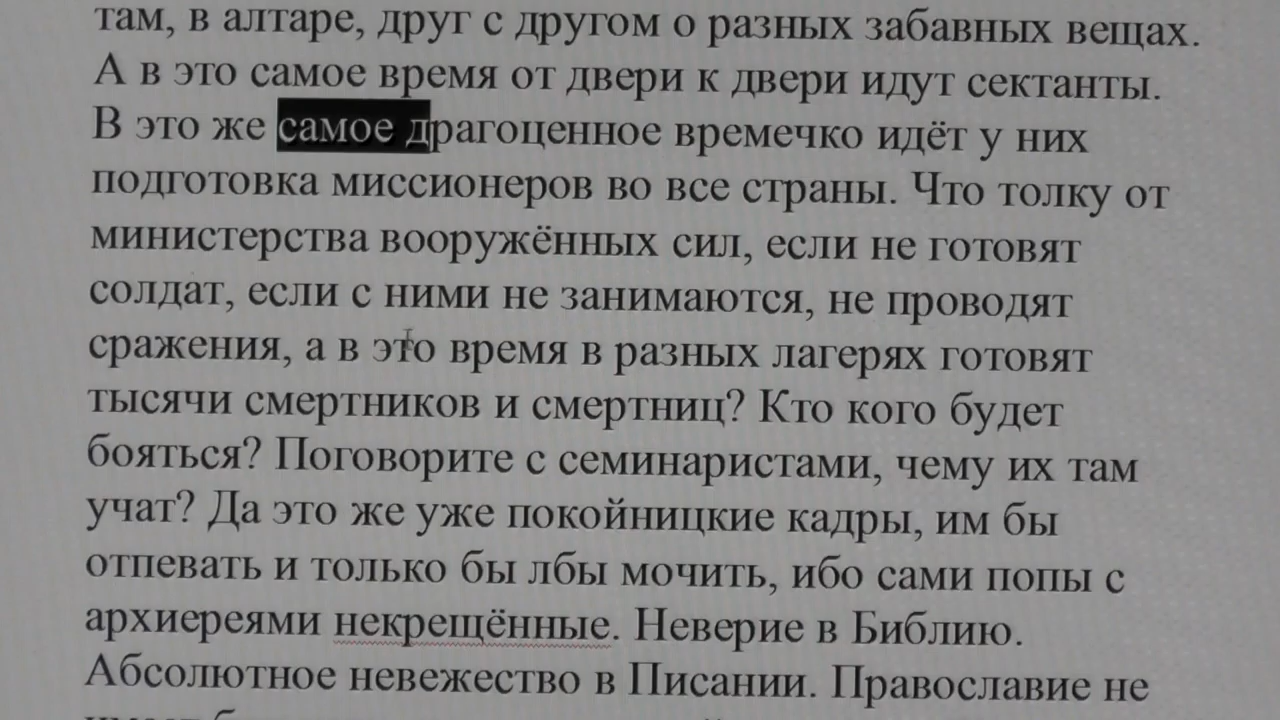 там, в алтаре, друг с другом о разных забавных вещах.
А в это самое время от двери к двери идут сектанты.
В это же самое драгоценное времечко идёт у них
подготовка миссионеров во все страны. Что толку от
министерства вооружённых сил, если не готовят
солдат, если с ними не занимаются, не проводят
сражения, а в это время в разных лагерях готовят
тысячи смертников и смертниц? Кто кого будет
бояться? Поговорите с семинаристами, чему их там
учат? Да это же уже покойницкие кадры, им бы
отпевать и только бы лбы мочить, ибо сами попы с
архиереями некрещённые. Неверие в Библию.
Абсолютное невежество в Писании. Православие не